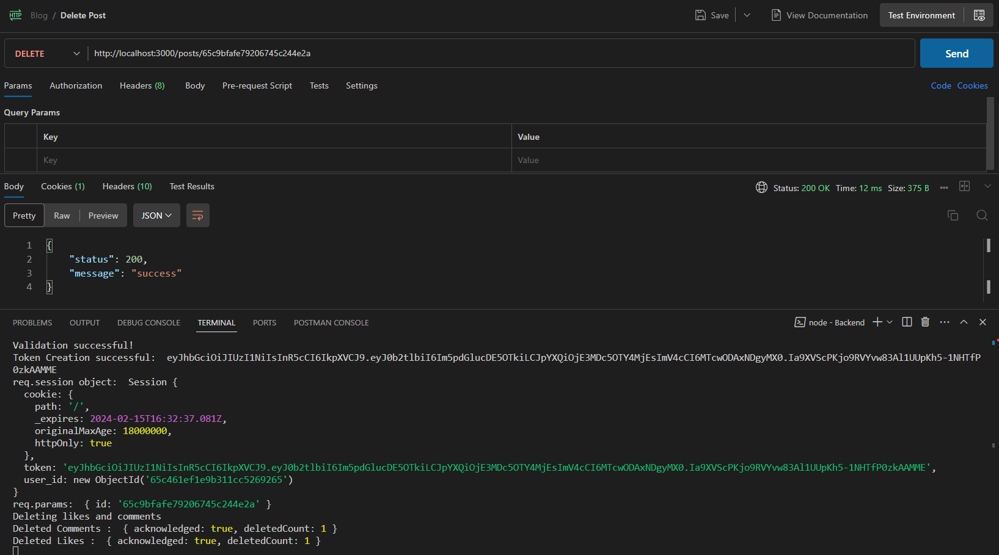 HTTP Blog / Delete Post Save View Documentation Test Environment
DELETE http://localhost:3000/posts/65c9bfafe79206745c244e2a Send
Params Authorization Headers (8) Body Pre-request Script Tests Settings Code Cookies
Query Params
Key Value
Key Value
Body Cookies (1) Headers (10) Test Results Status: 200 OK Time: 12 ms Size: 375 B
Pretty Raw Preview JSON
1 {
2 "status": 200,
3 "message": "success"
4 }
PROBLEMS OUTPUT DEBUG CONSOLE TERMINAL PORTS POSTMAN CONSOLE node - Backend
Validation successful!
Token Creation successful:  eyJhbGciOiJIUzI1NiIsInR5cCI6IkpXVCJ9.eyJ0b2tlbiI6Im5pdGlucDE5OTkiLCJpYXQiOjE3MDc5OTY4MjEsImV4cCI6MTcwODAxNDgyMX0.Ia9XVScPKjo9RVYvw83Al1UUpKh5-1NHTfP
0zkAAMME
req.session object:  Session {
cookie: {
path: '/',
_expires: 2024-02-15T16:32:37.081Z,
originalMaxAge: 18000000,
httpOnly: true
},
token: 'eyJhbGciOiJIUzI1NiIsInR5cCI6IkpXVCJ9.eyJ0b2tlbiI6Im5pdGlucDE5OTkiLCJpYXQiOjE3MDc5OTY4MjEsImV4cCI6MTcwODAxNDgyMX0.Ia9XVScPKjo9RVYvw83Al1UUpKh5-1NHTfP0zkAAMME',
user_id: new ObjectId('65c461ef1e9b311cc5269265')
}
req.params:  { id: '65c9bfafe79206745c244e2a' }
Deleting likes and comments
Deleted Comments :  { acknowledged: true, deletedCount: 1 }
Deleted Likes :  { acknowledged: true, deletedCount: 1 }